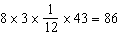 8 × 3 × 1/12 × 43 = 86